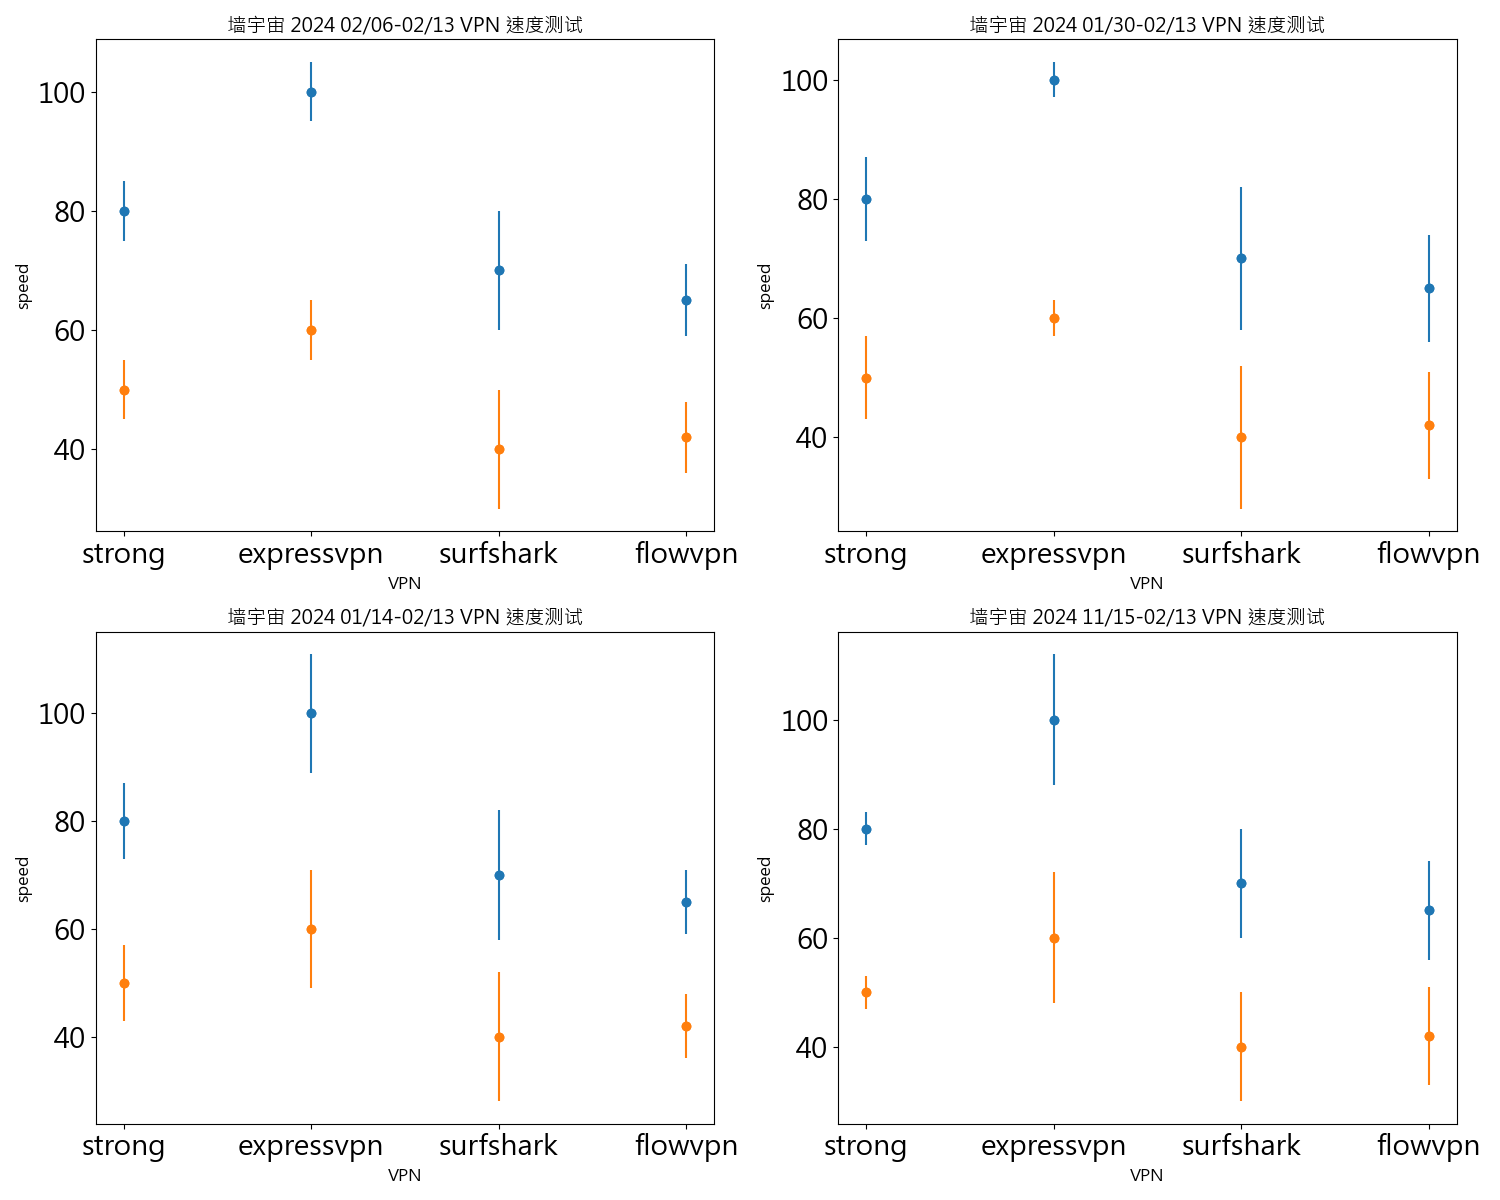 墙宇宙 2024 02/06-02/13 VPN 速度测试
100
80
60
40
speed
strong expressvpn surfshark flowvpn
VPN
墙宇宙 2024 01/30-02/13 VPN 速度测试
100
80
60
40
speed
strong expressvpn surfshark flowvpn
VPN
墙宇宙 2024 01/14-02/13 VPN 速度测试
100
80
60
40
speed
strong expressvpn surfshark flowvpn
VPN
墙宇宙 2024 11/15-02/13 VPN 速度测试
100
80
60
40
speed
strong expressvpn surfshark flowvpn
VPN